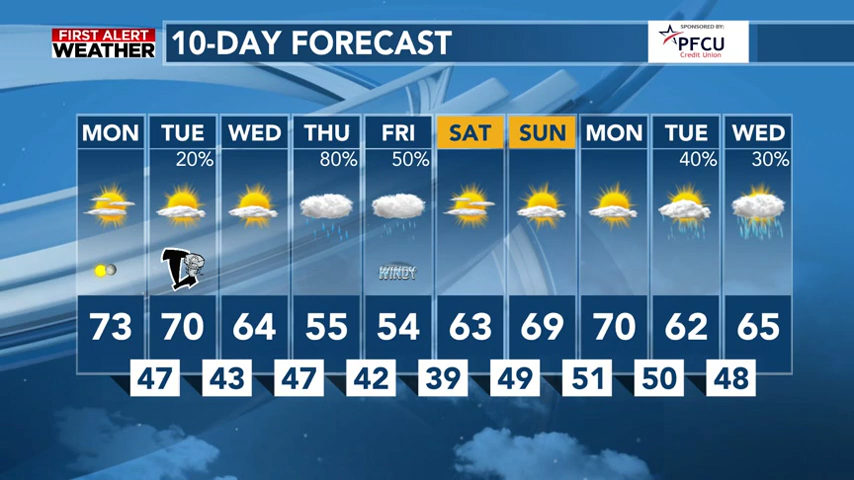 FIRST ALERT
WEATHER
10-DAY FORECAST
SPONSORED BY:
PFCU
Credit Union
MON TUE WED THU FRI SAT SUN MON TUE WED
20% 80% 50% 40% 30%
L
WINDY
73 70 64 55 54 63 69 70 62 65
47 43 47 42 39 49 51 50 48